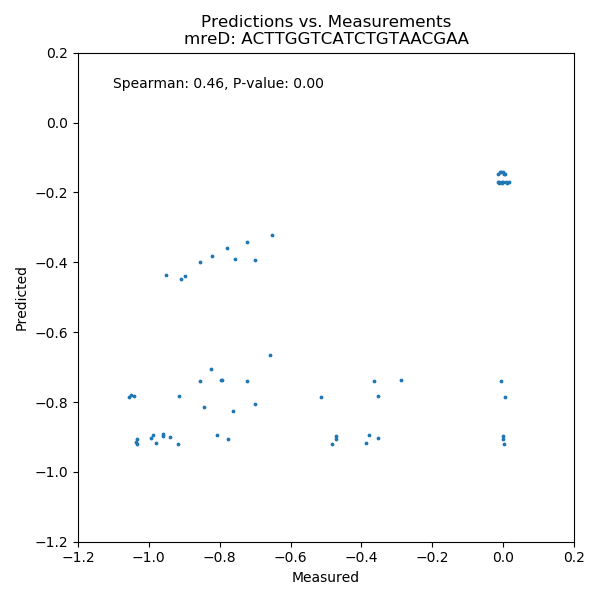 Predictions vs. Measurements
mreD: ACTTGGTCATCTGTAACGAA
Spearman: 0.46, P-value: 0.00
0.2
0.0
−0.2
−0.4
−0.6
−0.8
−1.0
−1.2
Predicted
−1.2 −1.0 −0.8 −0.6 −0.4 −0.2 0.0 0.2
Measured